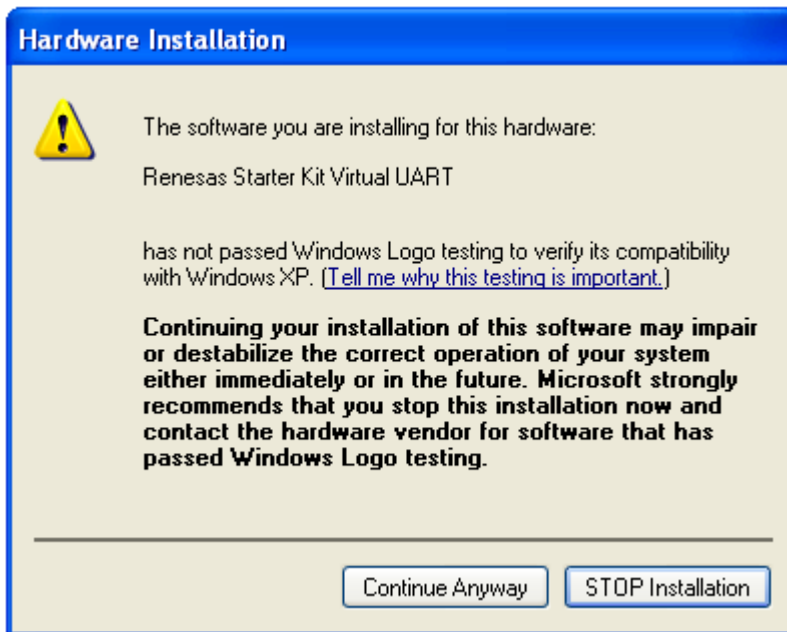 Hardware Installation
The software you are installing for this hardware:
Renesas Starter Kit Virtual UART
has not passed Windows Logo testing to verify its compatibility
with Windows XP. (Tell me why this testing is important.)
Continuing your installation of this software may impair
or destabilize the correct operation of your system
either immediately or in the future. Microsoft strongly
recommends that you stop this installation now and
contact the hardware vendor for software that has
passed Windows Logo testing.
Continue Anyway
STOP Installation